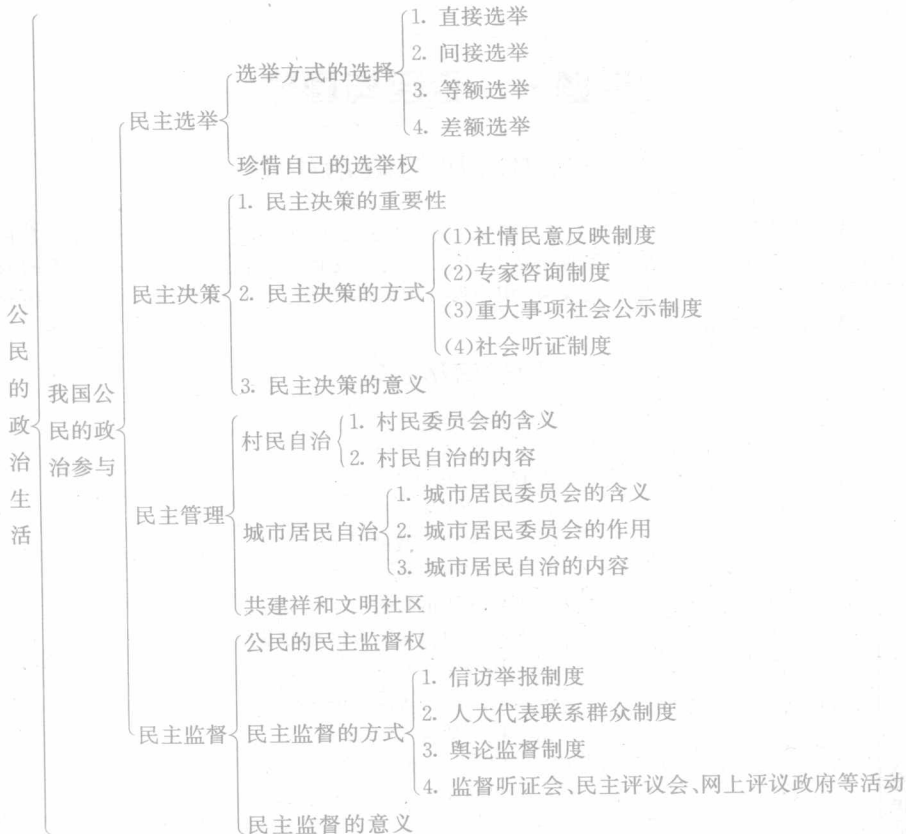 公民的政治生活
我国公民的政治参与
民主选举
选举方式的选择
1. 直接选举
2. 间接选举
3. 等额选举
4. 差额选举
珍惜自己的选举权
民主决策
1. 民主决策的重要性
2. 民主决策的方式
(1)社情民意反映制度
(2)专家咨询制度
(3)重大事项社会公示制度
(4)社会听证制度
3. 民主决策的意义
民主管理
村民自治
1. 村民委员会的含义
2. 村民自治的内容
城市居民自治
1. 城市居民委员会的含义
2. 城市居民委员会的作用
3. 城市居民自治的内容
共建祥和文明社区
民主监督
公民的民主监督权
民主监督的方式
1. 信访举报制度
2. 人大代表联系群众制度
3. 舆论监督制度
4. 监督听证会、民主评议会、网上评议政府等活动
民主监督的意义